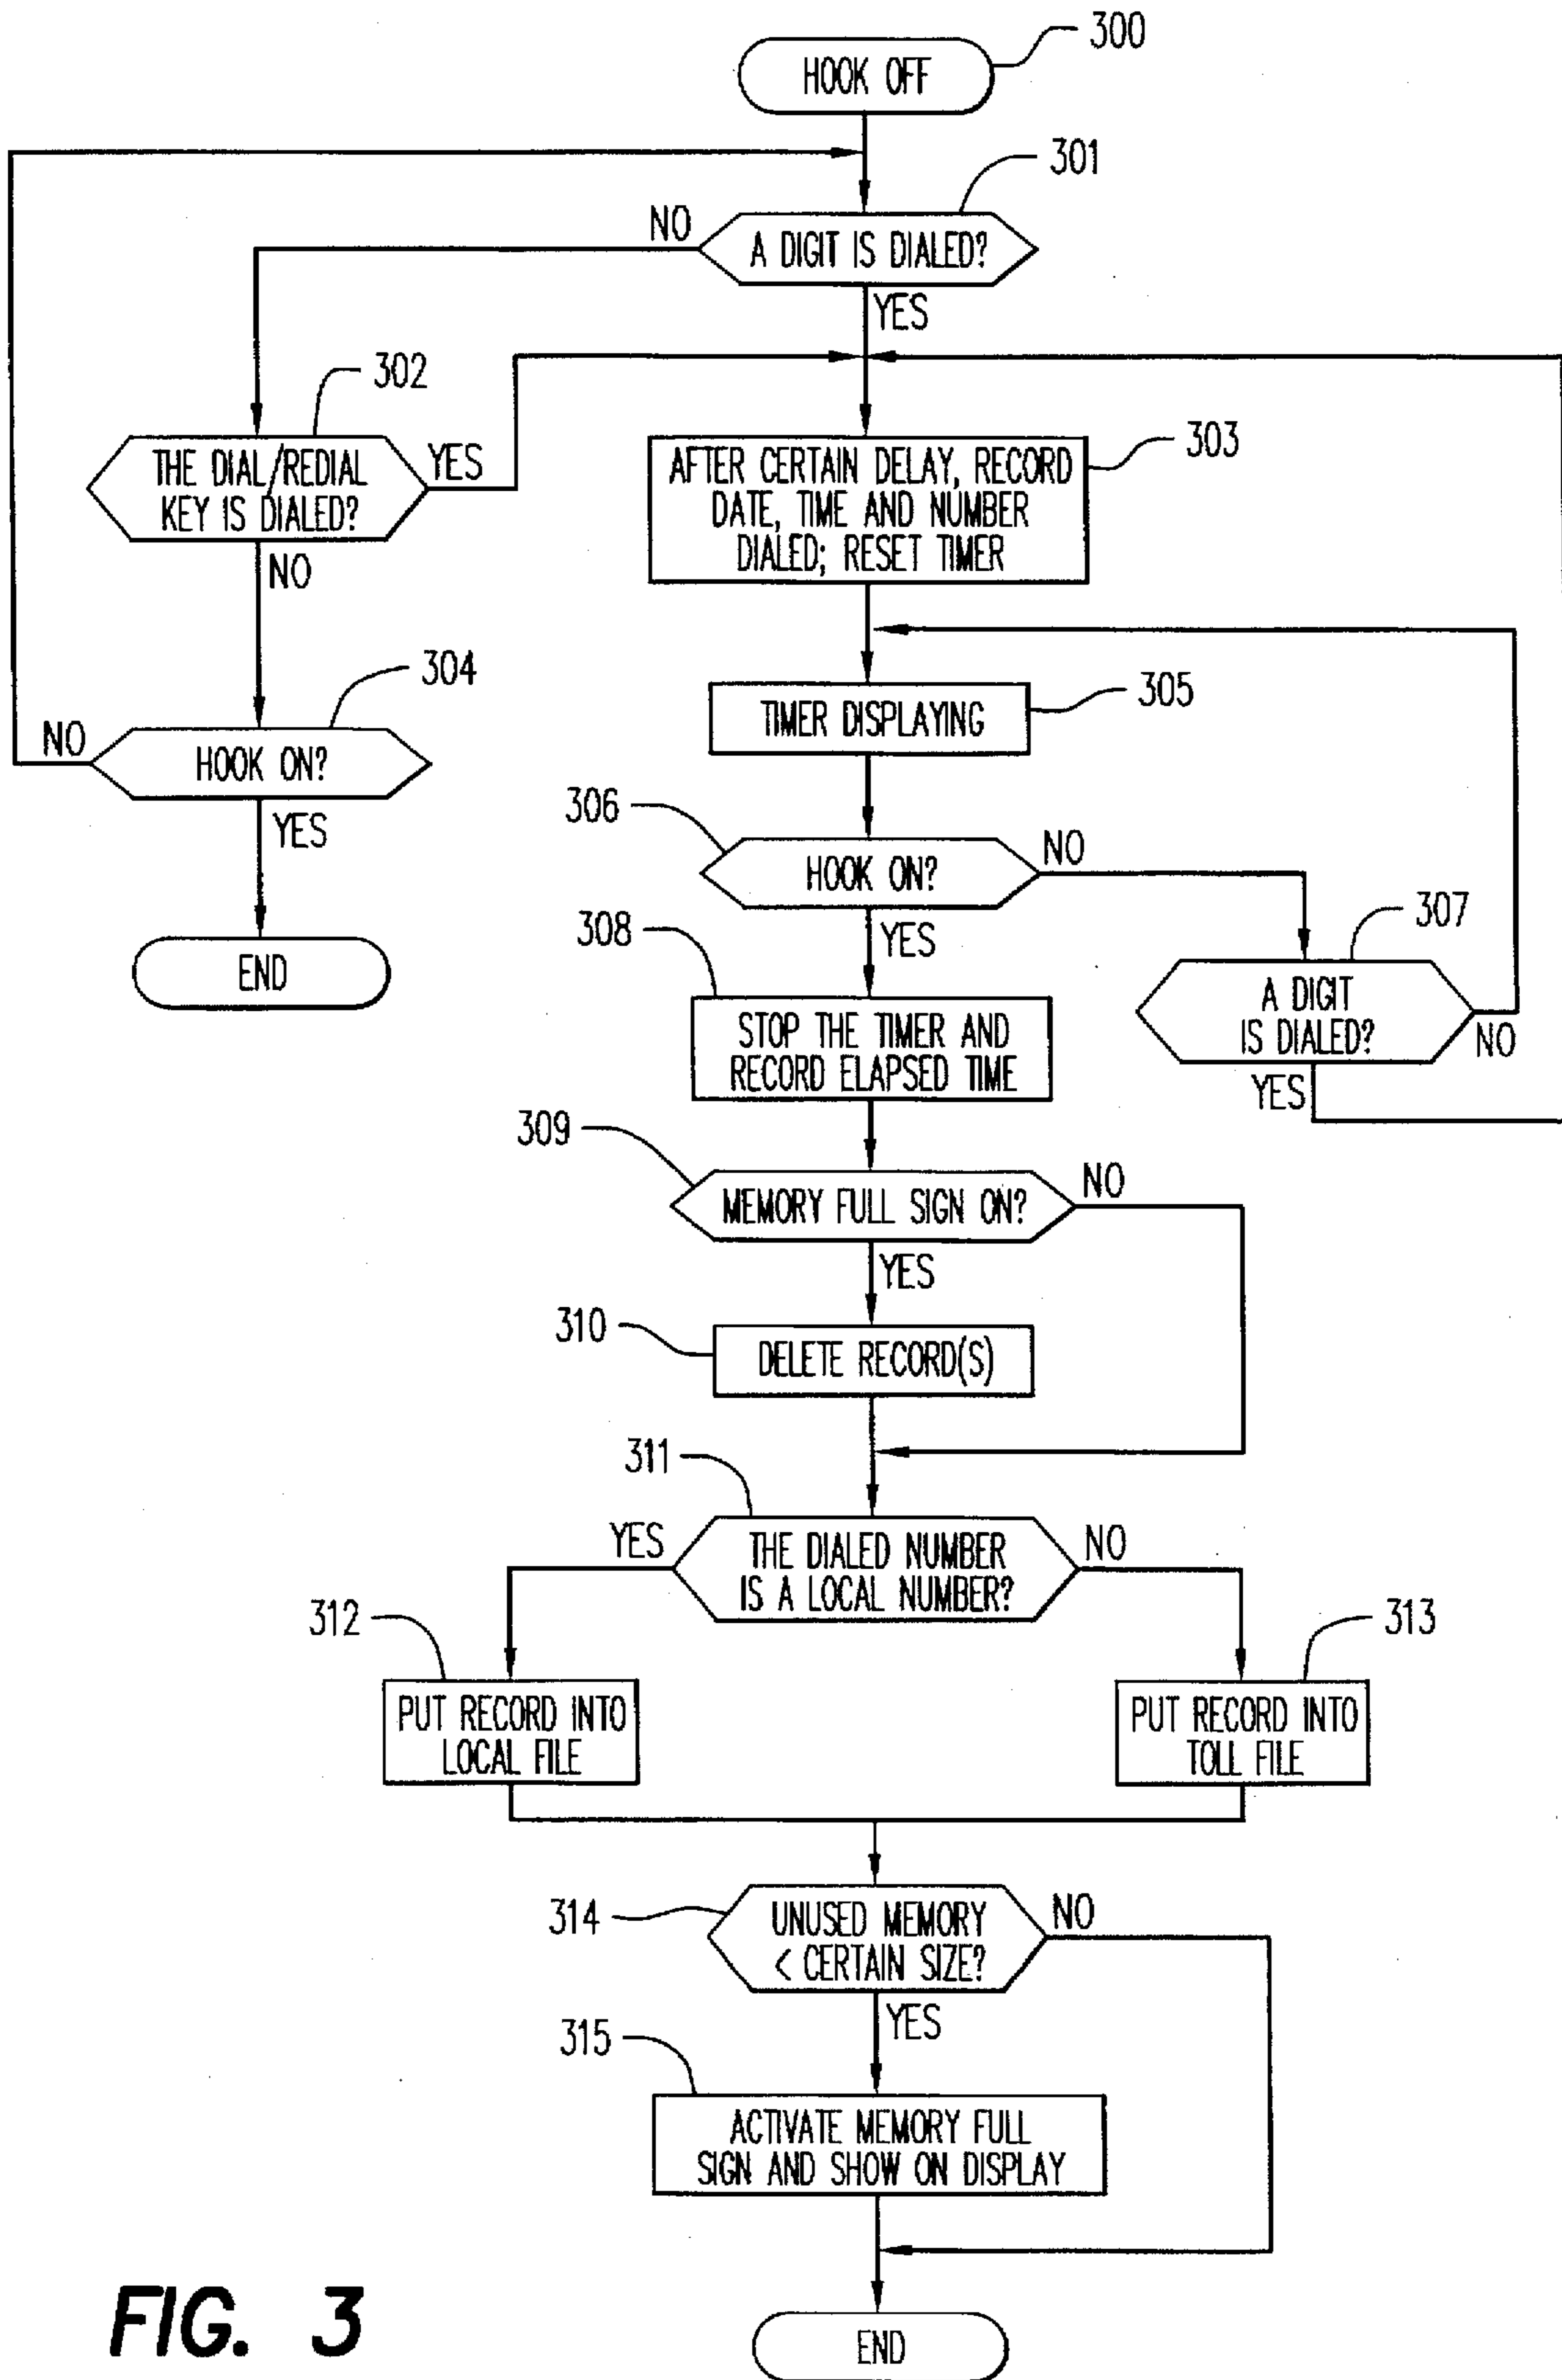 300
HOOK OFF
301
NO
A DIGIT IS DIALED?
YES
302
THE DIAL/REDIAL
KEY IS DIALED?
YES
NO
303
AFTER CERTAIN DELAY, RECORD
DATE, TIME AND NUMBER
DIALED; RESET TIMER
304
NO
HOOK ON?
YES
END
305
TIMER DISPLAYING
306
HOOK ON?
NO
YES
307
A DIGIT
IS DIALED?
NO
YES
308
STOP THE TIMER AND
RECORD ELAPSED TIME
309
MEMORY FULL SIGN ON?
NO
YES
310
DELETE RECORD(S)
311
YES
THE DIALED NUMBER
IS A LOCAL NUMBER?
NO
312
PUT RECORD INTO
LOCAL FILE
313
PUT RECORD INTO
TOLL FILE
314
UNUSED MEMORY
< CERTAIN SIZE?
NO
YES
315
ACTIVATE MEMORY FULL
SIGN AND SHOW ON DISPLAY
END
FIG. 3